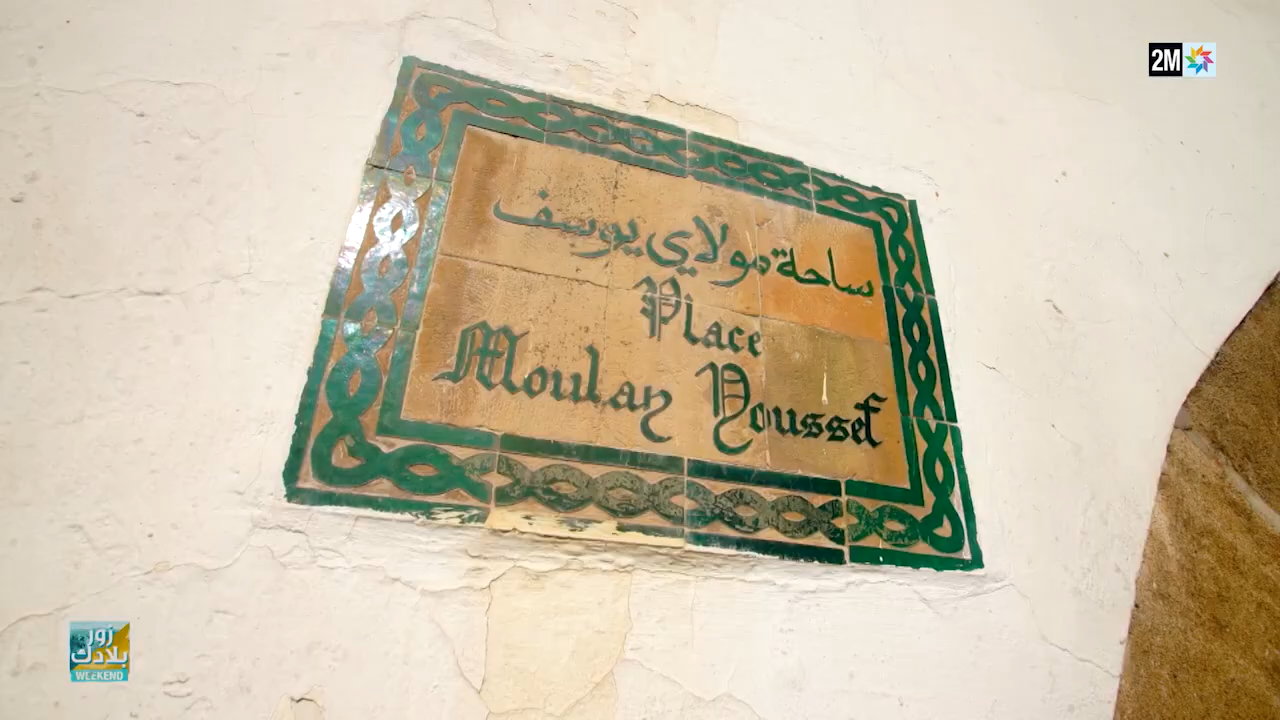 2M
ساحة مولاي يوسف
Place
Moulay Youssef
زور
بلادك
WEEKEND